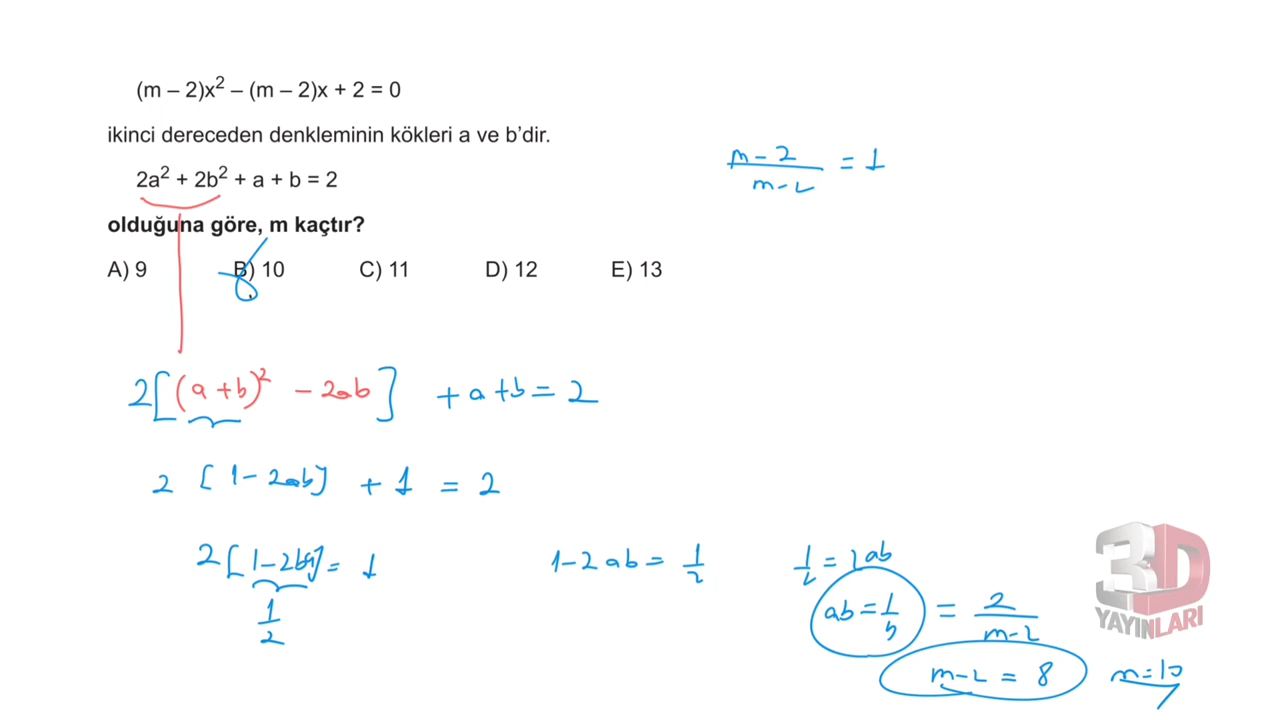 (m – 2)x² – (m – 2)x + 2 = 0
ikinci dereceden denkleminin kökleri a ve b'dir.
2a² + 2b² + a + b = 2
olduğuna göre, m kaçtır?
A) 9 B) 10 C) 11 D) 12 E) 13
m-2/m-2 = 1
2[(a+b)² - 2ab] + a+b = 2
2 [1-2ab] + 1 = 2
2[1-2ba] = 1
1/2
1-2ab = 1/2
1/2 = 2ab
ab = 1/4 = 2/m-2
m-2 = 8
m=10
3D
YAYINLARI